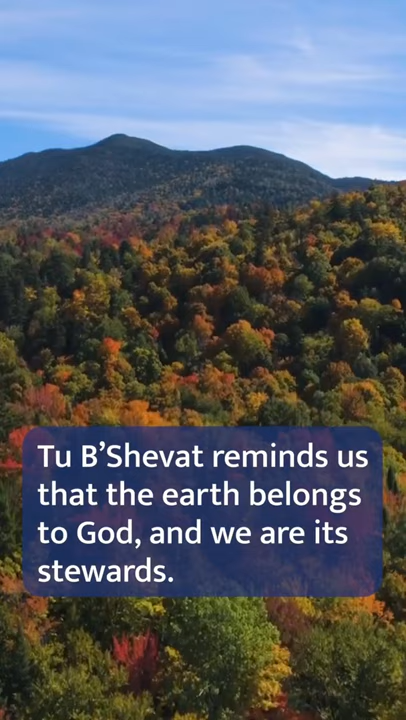 Tu B’Shevat reminds us
that the earth belongs
to God, and we are its
stewards.